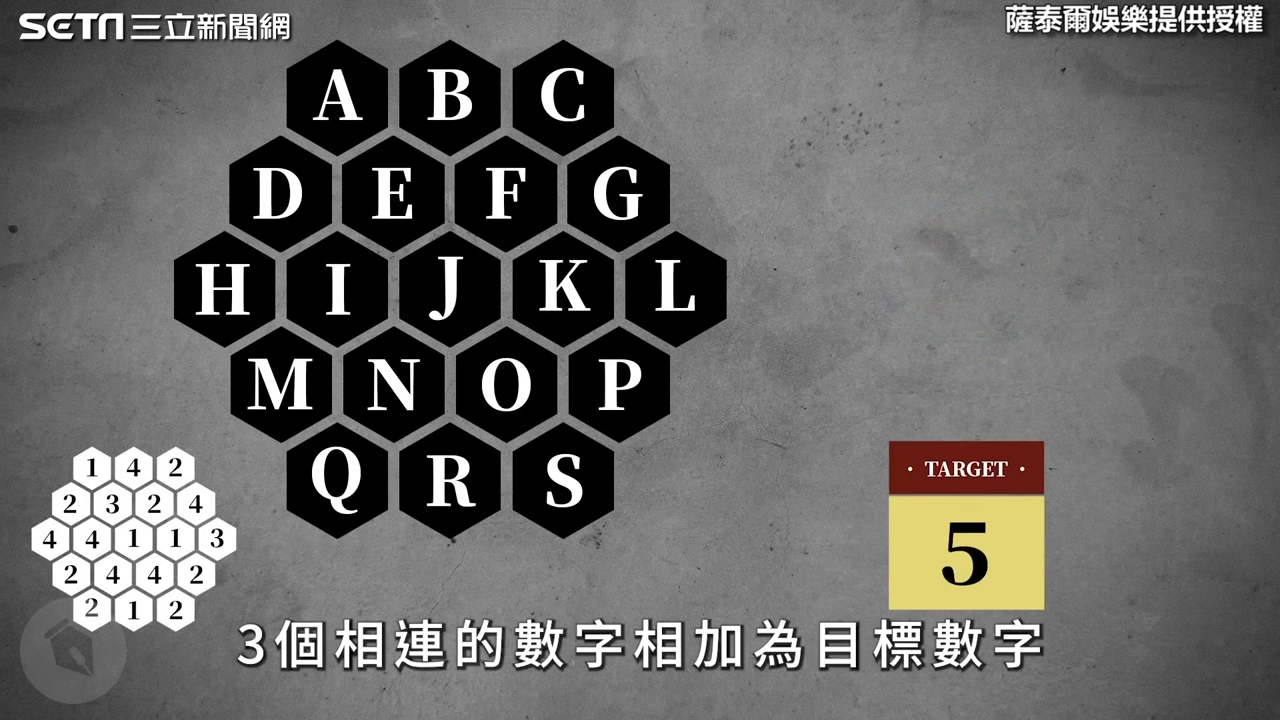 SETN三立新聞網
薩泰爾娛樂提供授權
A B C
D E F G
H I J K L
M N O P
Q R S
1 4 2
2 3 2 4
4 4 1 1 3
2 4 4 2
2 1 2
· TARGET ·
5
3個相連的數字相加為目標數字